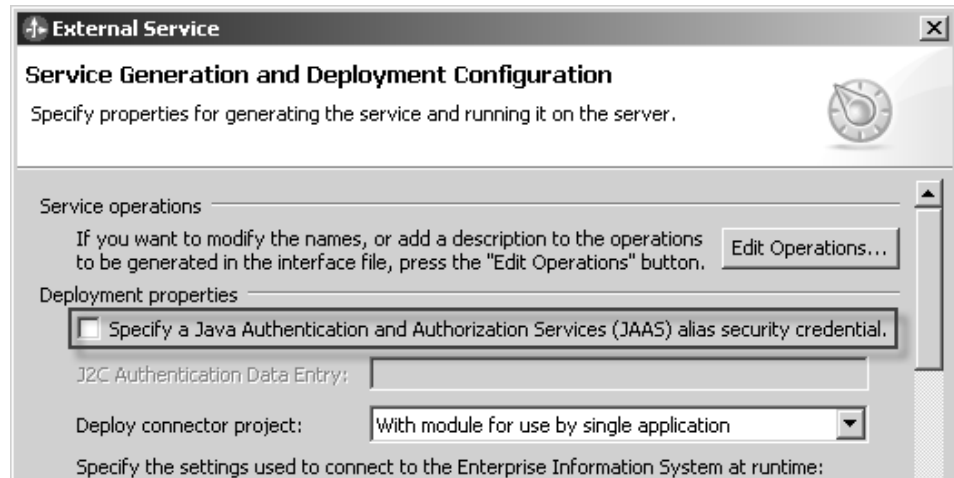 External Service
Service Generation and Deployment Configuration
Specify properties for generating the service and running it on the server.
Service operations
If you want to modify the names, or add a description to the operations
to be generated in the interface file, press the "Edit Operations" button.
Edit Operations...
Deployment properties
Specify a Java Authentication and Authorization Services (JAAS) alias security credential.
J2C Authentication Data Entry:
Deploy connector project: With module for use by single application
Specify the settings used to connect to the Enterprise Information System at runtime: